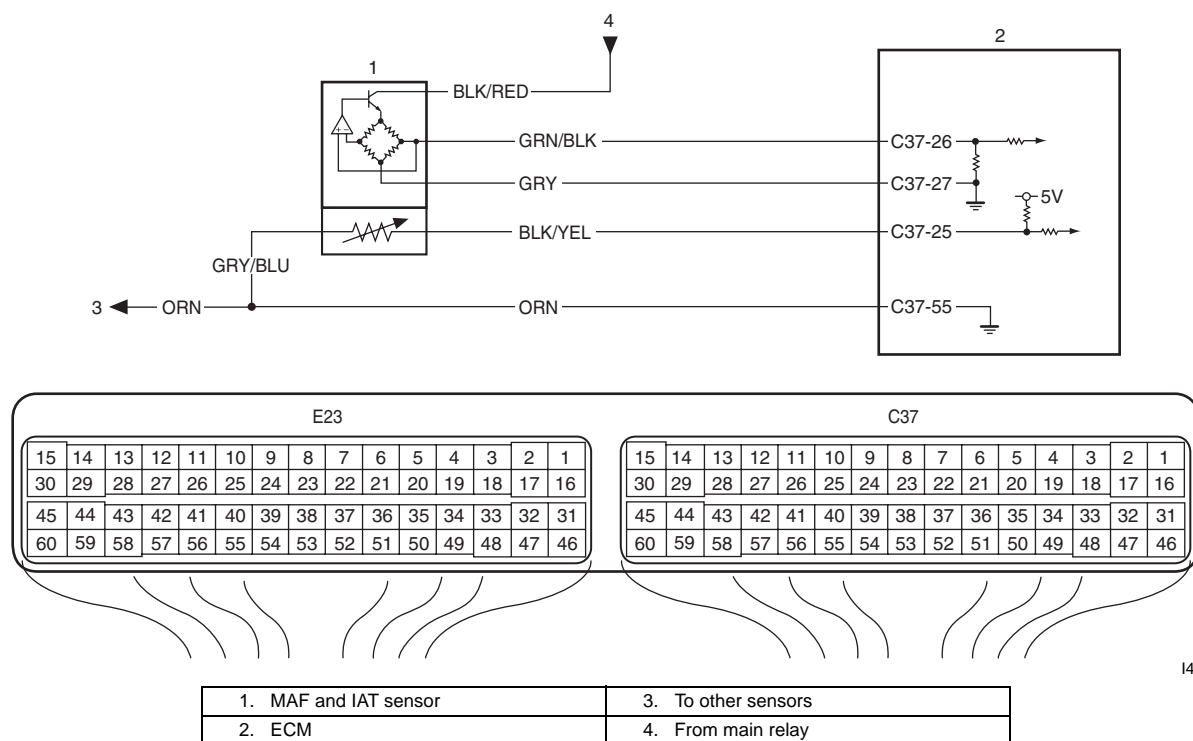 4
2
1
BLK/RED
GRN/BLK
C37-26
GRY
C37-27
5V
BLK/YEL
C37-25
GRY/BLU
3
ORN
ORN
C37-55
E23
15 14 13 12 11 10 9 8 7 6 5 4 3 2 1
30 29 28 27 26 25 24 23 22 21 20 19 18 17 16
45 44 43 42 41 40 39 38 37 36 35 34 33 32 31
60 59 58 57 56 55 54 53 52 51 50 49 48 47 46
C37
15 14 13 12 11 10 9 8 7 6 5 4 3 2 1
30 29 28 27 26 25 24 23 22 21 20 19 18 17 16
45 44 43 42 41 40 39 38 37 36 35 34 33 32 31
60 59 58 57 56 55 54 53 52 51 50 49 48 47 46
I4
1. MAF and IAT sensor
3. To other sensors
2. ECM
4. From main relay